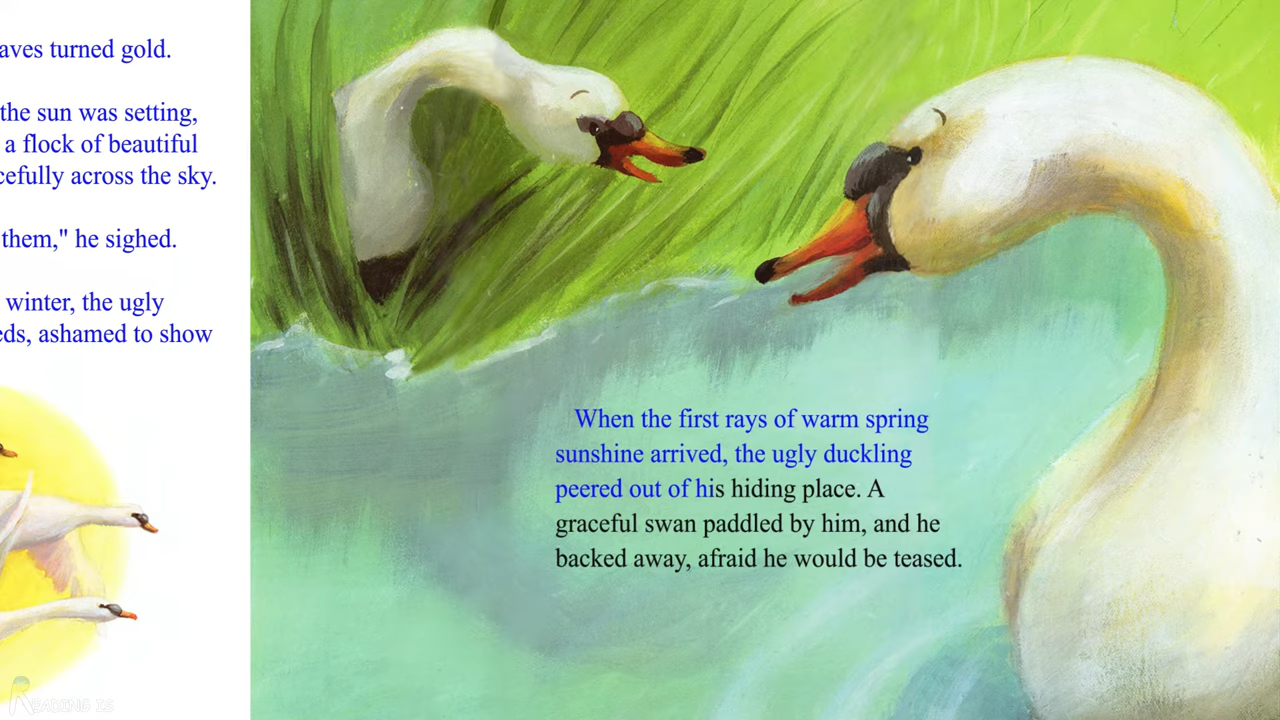 aves turned gold.
the sun was setting,
a flock of beautiful
cefully across the sky.
them," he sighed.
winter, the ugly
eds, ashamed to show
When the first rays of warm spring
sunshine arrived, the ugly duckling
peered out of his hiding place. A
graceful swan paddled by him, and he
backed away, afraid he would be teased.
READING IS